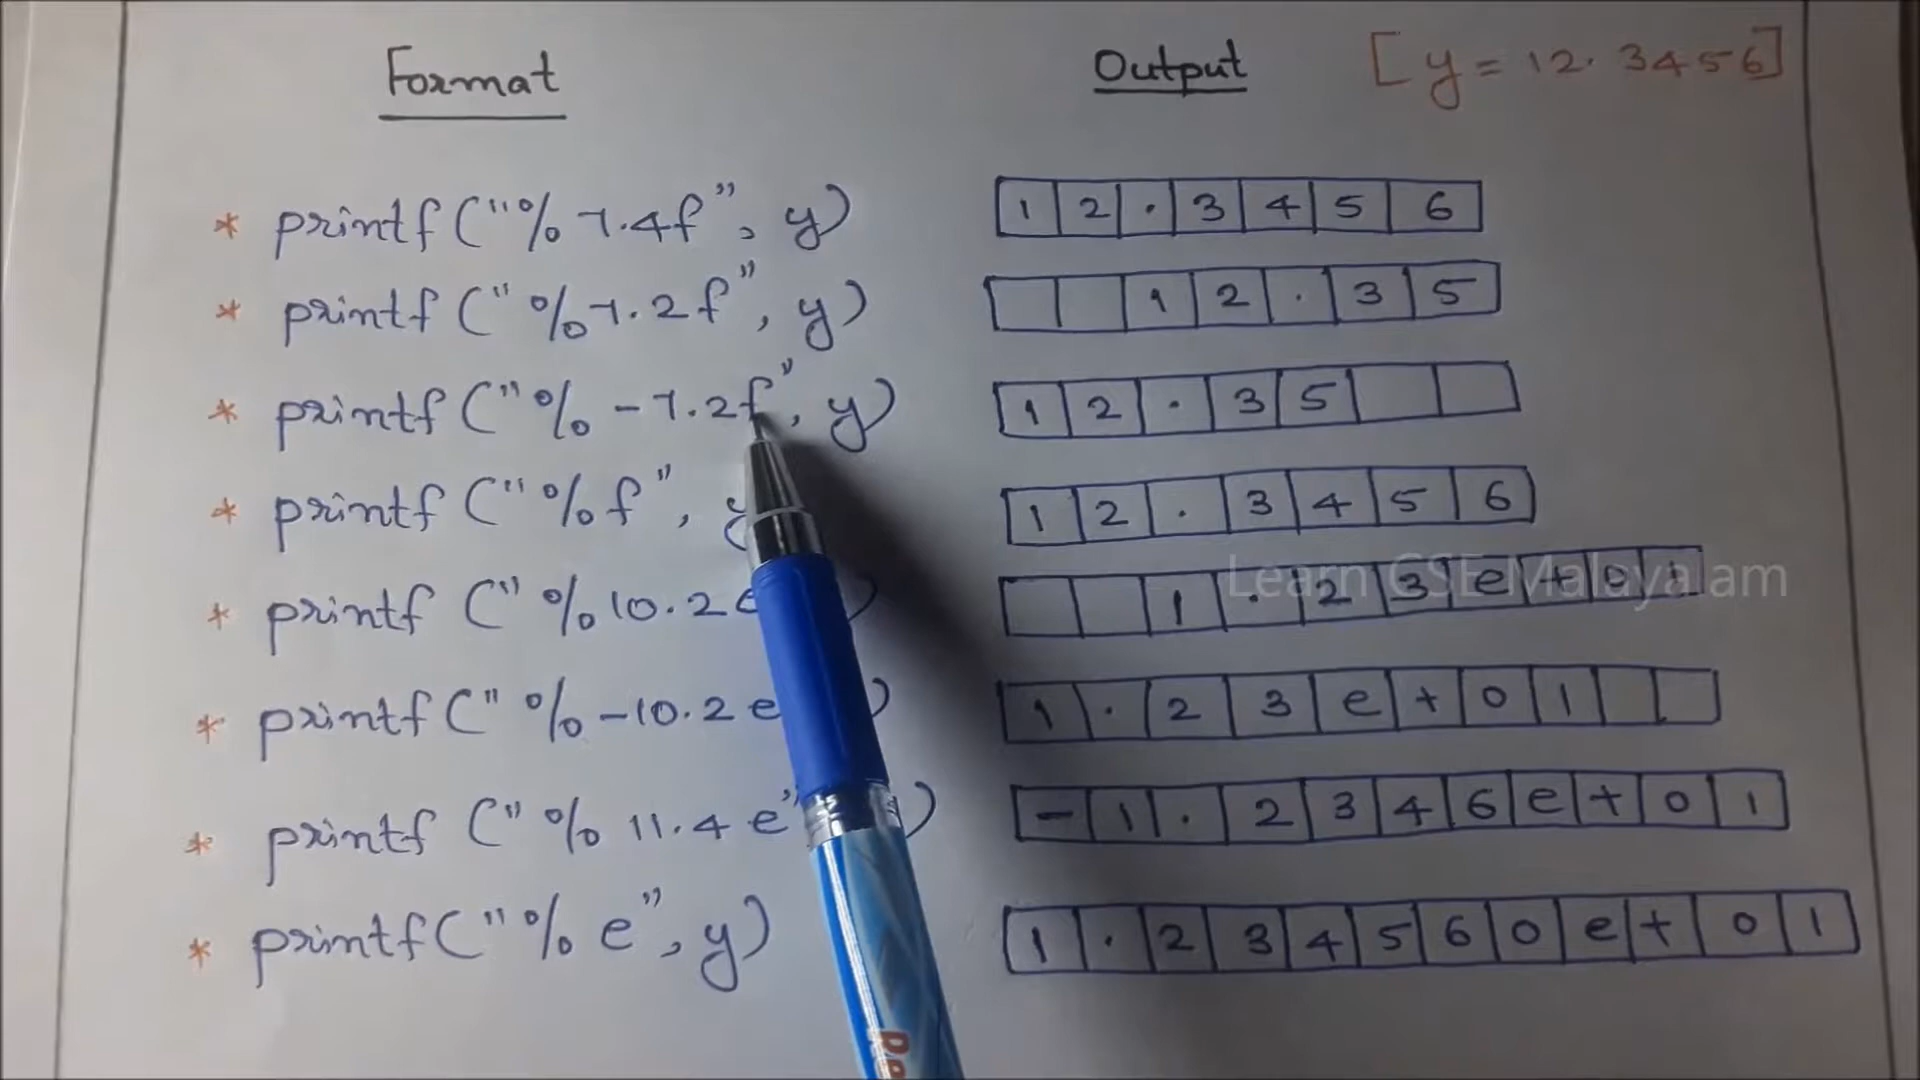 Format Output [y = 12.3456]
* printf ("% 7.4f", y) 1 2 . 3 4 5 6
* printf ("%7.2f", y) 1 2 . 3 5
* printf ("% -7.2f", y) 1 2 . 3 5
* printf ("%f", y 1 2 . 3 4 5 6
* printf (" %10.2e ) 1 . 2 3 e + 0 1
Learn CSE Malayalam
* printf (" %-10.2e ) 1 . 2 3 e + 0 1
* printf (" % 11.4e" ) - 1 . 2 3 4 6 e + 0 1
* printf ("% e", y) 1 . 2 3 4 5 6 0 e + 0 1